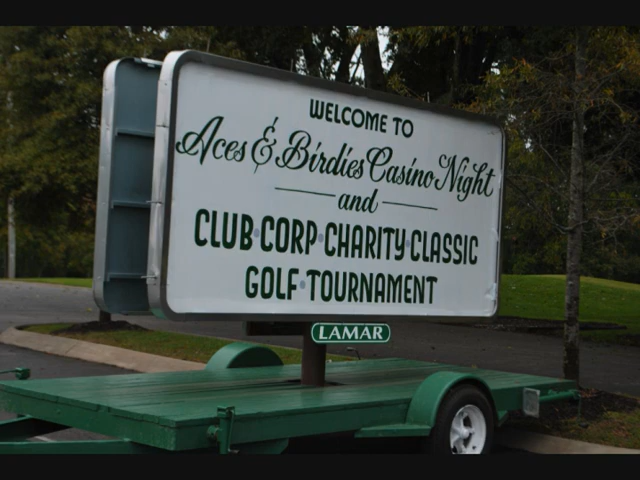 WELCOME TO
Aces & Birdies Casino Night
and
CLUB CORP CHARITY CLASSIC
GOLF TOURNAMENT
LAMAR